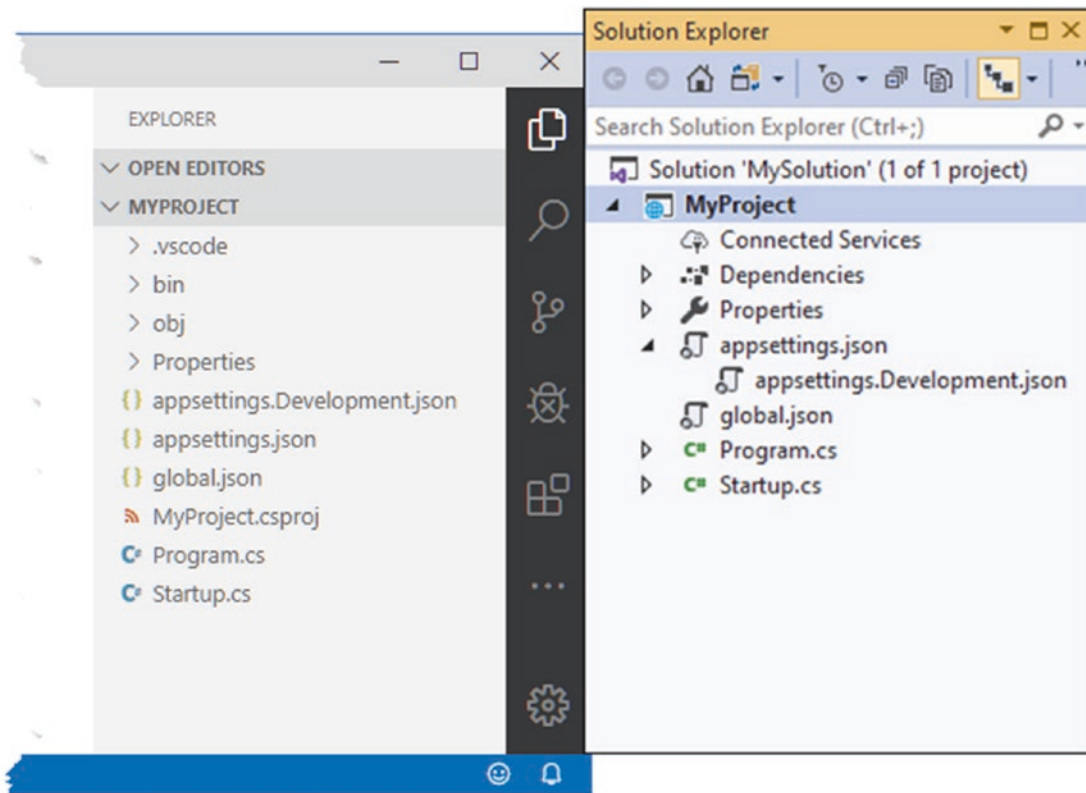 EXPLORER
OPEN EDITORS
MYPROJECT
.vscode
bin
obj
Properties
appsettings.Development.json
appsettings.json
global.json
MyProject.csproj
C# Program.cs
C# Startup.cs
Solution Explorer
Search Solution Explorer (Ctrl+;)
Solution 'MySolution' (1 of 1 project)
MyProject
Connected Services
Dependencies
Properties
appsettings.json
appsettings.Development.json
global.json
C# Program.cs
C# Startup.cs